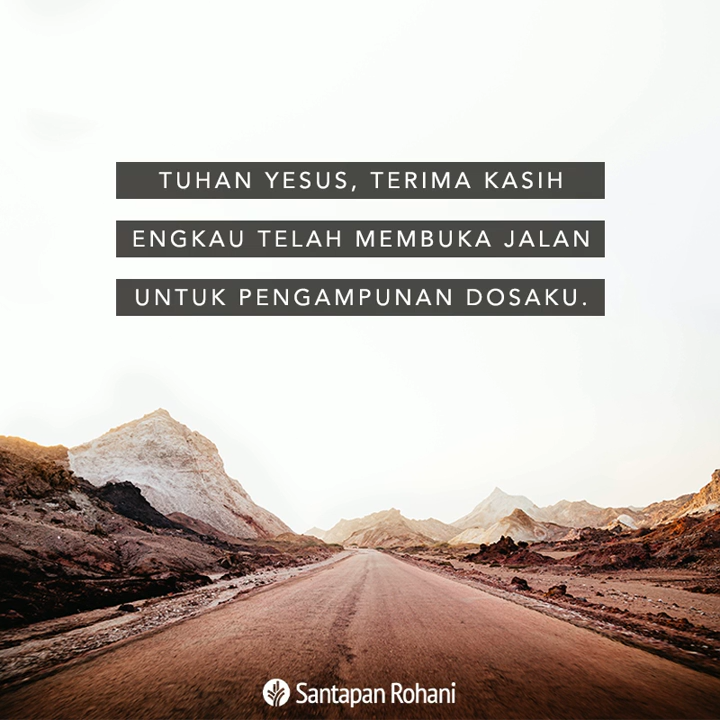 TUHAN YESUS, TERIMA KASIH
ENGKAU TELAH MEMBUKA JALAN
UNTUK PENGAMPUNAN DOSAKU.
Santapan Rohani